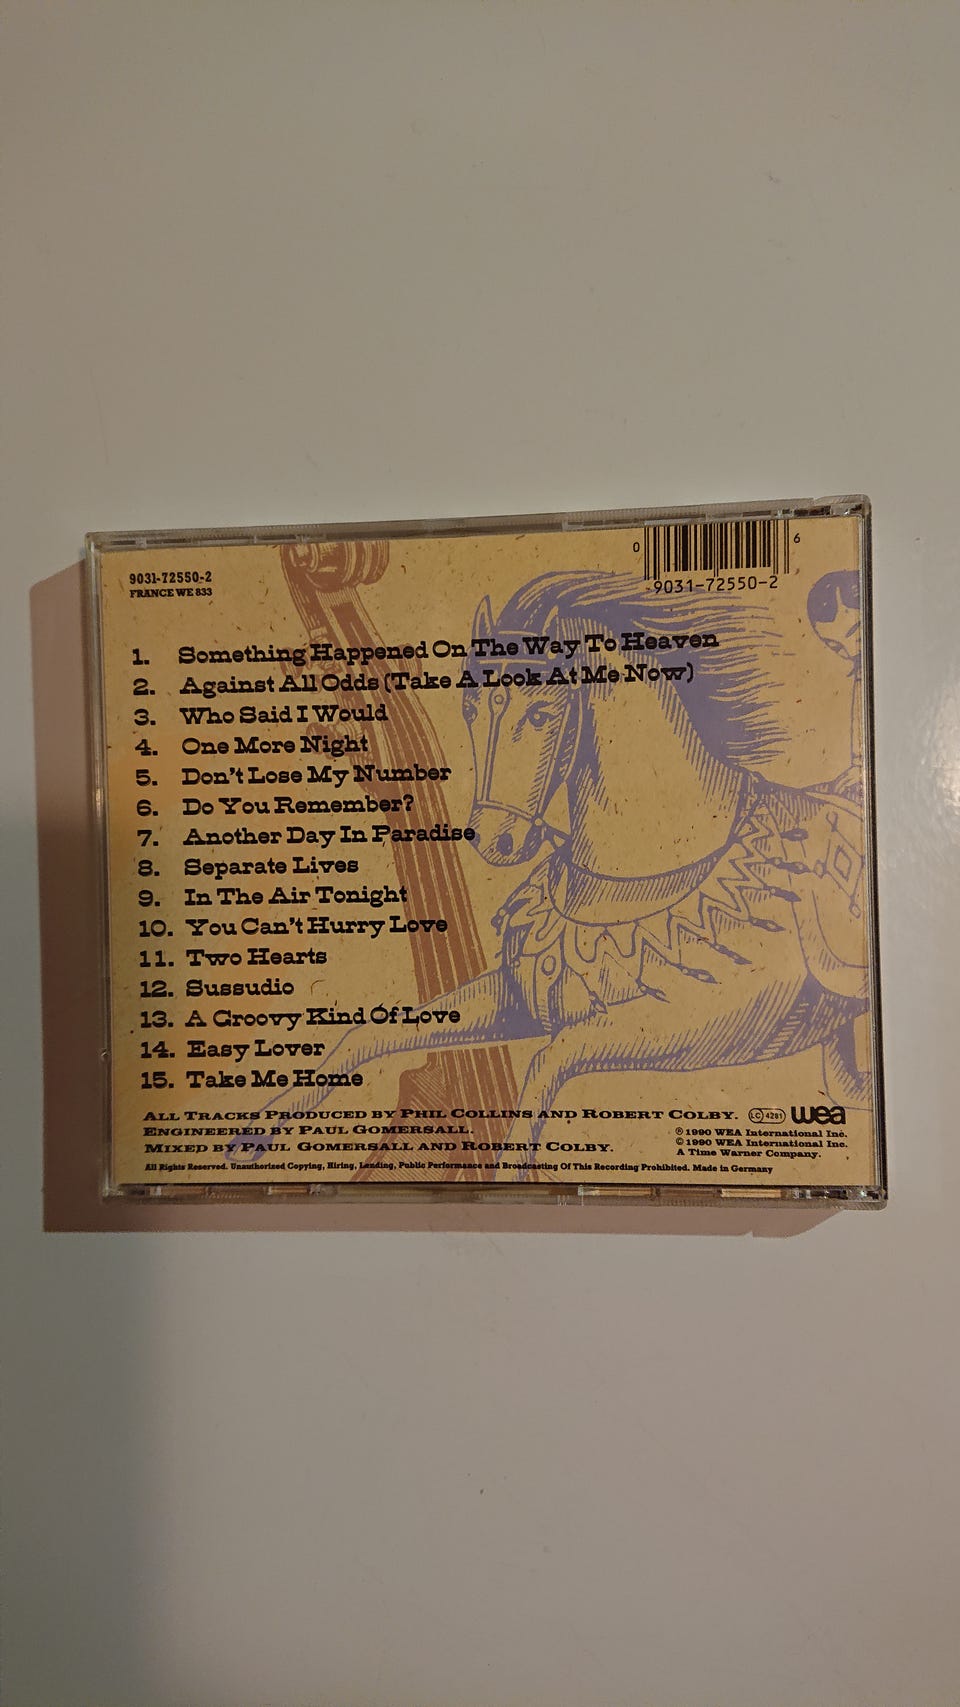 9031-72550-2
FRANCE WE 833
0 6
9031-72550-2
1. Something Happened On The Way To Heaven
2. Against All Odds (Take A Look At Me Now)
3. Who Said I Would
4. One More Night
5. Don't Lose My Number
6. Do You Remember?
7. Another Day In Paradise
8. Separate Lives
9. In The Air Tonight
10. You Can't Hurry Love
11. Two Hearts
12. Sussudio
13. A Groovy Kind Of Love
14. Easy Lover
15. Take Me Home
ALL TRACKS PRODUCED BY PHIL COLLINS AND ROBERT COLBY.
ENGINEERED BY PAUL GOMERSALL.
MIXED BY PAUL GOMERSALL AND ROBERT COLBY.
LC 4281 wea
℗ 1990 WEA International Inc.
© 1990 WEA International Inc.
A Time Warner Company.
All Rights Reserved. Unauthorized Copying, Hiring, Lending, Public Performance and Broadcasting Of This Recording Prohibited. Made in Germany